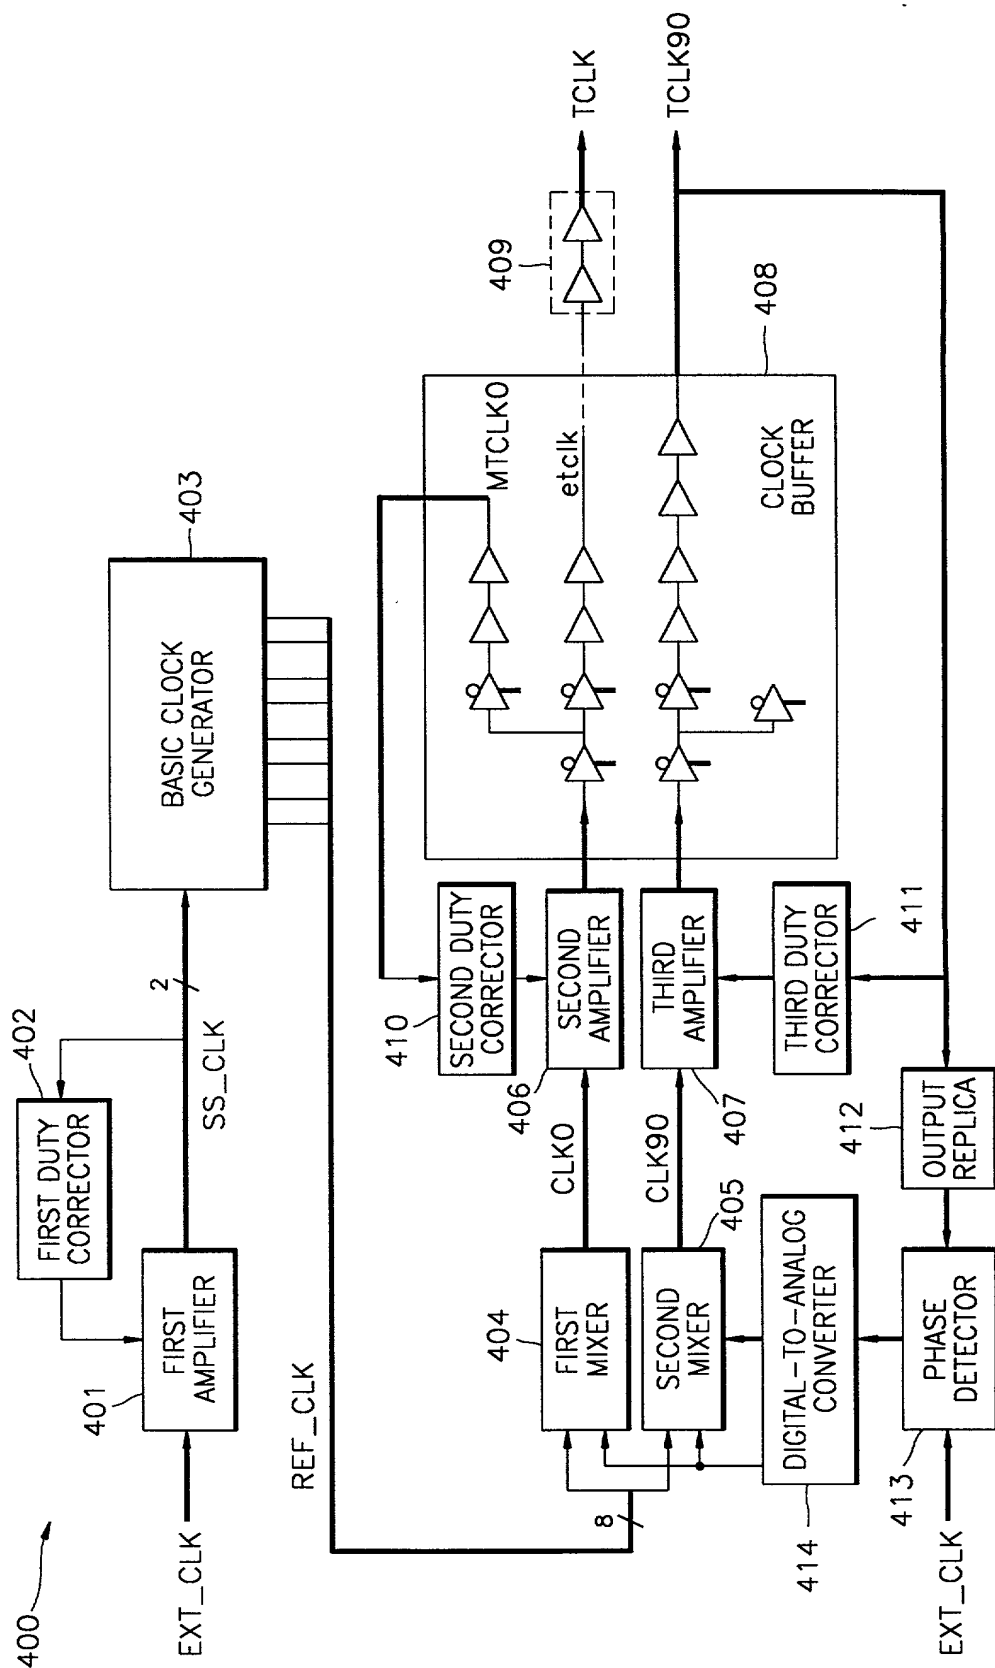 400
EXT_CLK
401
FIRST
AMPLIFIER
FIRST DUTY
CORRECTOR
402
SS_CLK
2
BASIC CLOCK
GENERATOR
403
REF_CLK
8
404
FIRST
MIXER
CLK0
406
SECOND
AMPLIFIER
410
SECOND DUTY
CORRECTOR
MTCLK0
etclk
409
TCLK
SECOND
MIXER
405
CLK90
407
THIRD
AMPLIFIER
CLOCK
BUFFER
408
TCLK90
414
DIGITAL-TO-ANALOG
CONVERTER
THIRD DUTY
CORRECTOR
411
EXT_CLK
413
PHASE
DETECTOR
412
OUTPUT
REPLICA